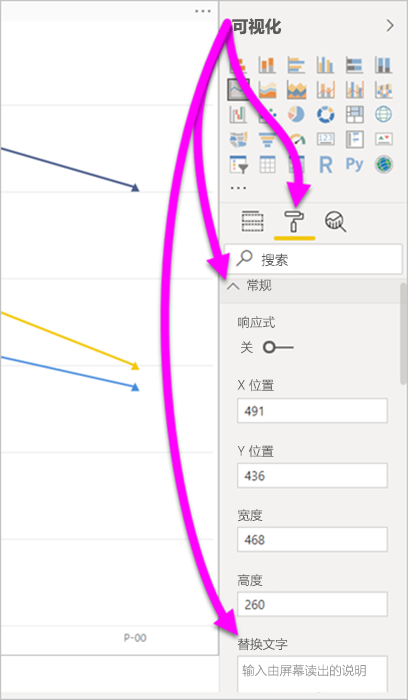 可视化
R
Py
搜索
常规
响应式
关
X 位置
491
Y 位置
436
宽度
468
高度
260
替换文字
输入由屏幕读出的说明
P-00